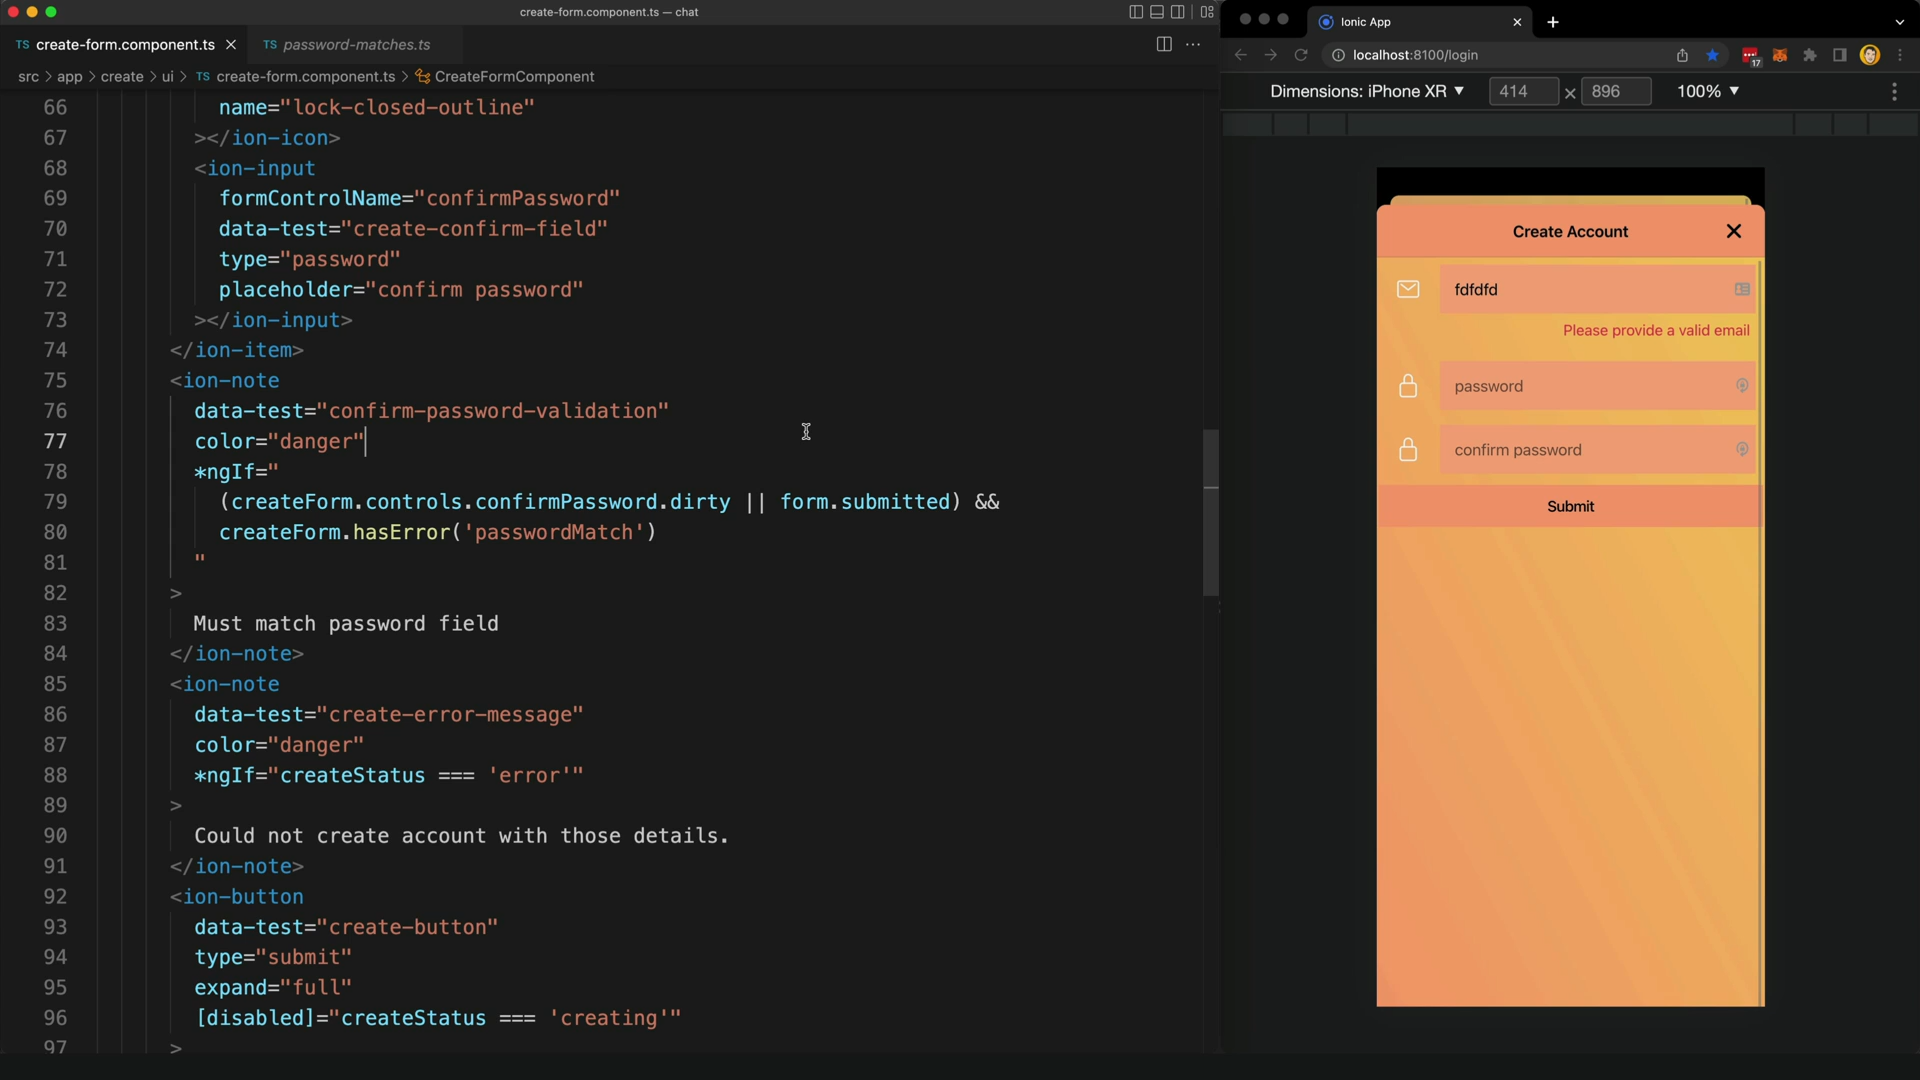 create-form.component.ts — chat
TS create-form.component.ts
TS password-matches.ts
src > app > create > ui > TS create-form.component.ts > CreateFormComponent
66 name="lock-closed-outline"
67 ></ion-icon>
68 <ion-input
69 formControlName="confirmPassword"
70 data-test="create-confirm-field"
71 type="password"
72 placeholder="confirm password"
73 ></ion-input>
74 </ion-item>
75 <ion-note
76 data-test="confirm-password-validation"
77 color="danger"
78 *ngIf="
79 (createForm.controls.confirmPassword.dirty || form.submitted) &&
80 createForm.hasError('passwordMatch')
81 "
82 >
83 Must match password field
84 </ion-note>
85 <ion-note
86 data-test="create-error-message"
87 color="danger"
88 *ngIf="createStatus === 'error'"
89 >
90 Could not create account with those details.
91 </ion-note>
92 <ion-button
93 data-test="create-button"
94 type="submit"
95 expand="full"
96 [disabled]="createStatus === 'creating'"
97 >
Ionic App
localhost:8100/login
17
Dimensions: iPhone XR ▼ 414 × 896 100% ▼
Create Account
fdfdfd
Please provide a valid email
password
confirm password
Submit